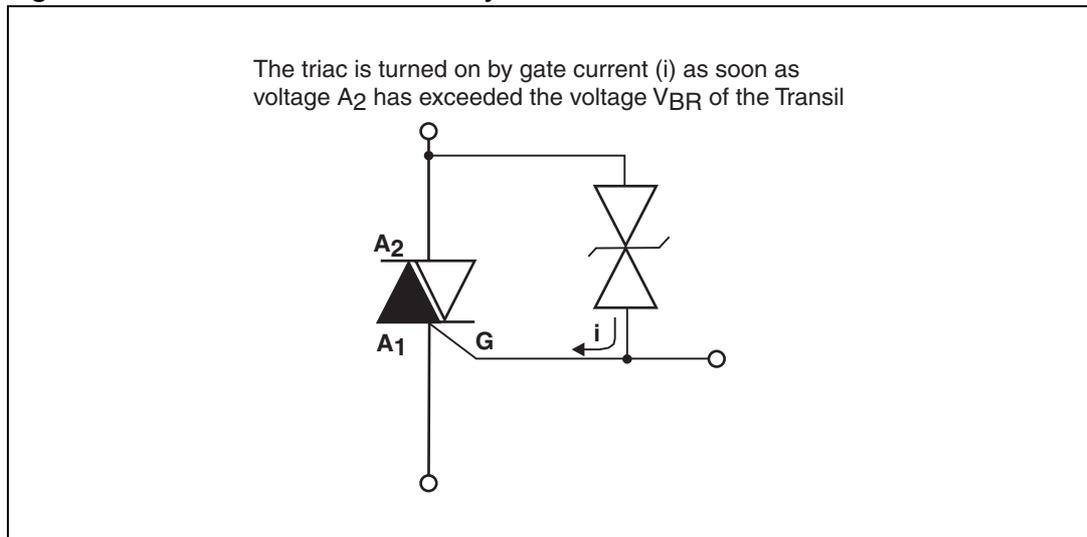 The triac is turned on by gate current (i) as soon as
voltage A2 has exceeded the voltage VBR of the Transil
A2
A1
G
i